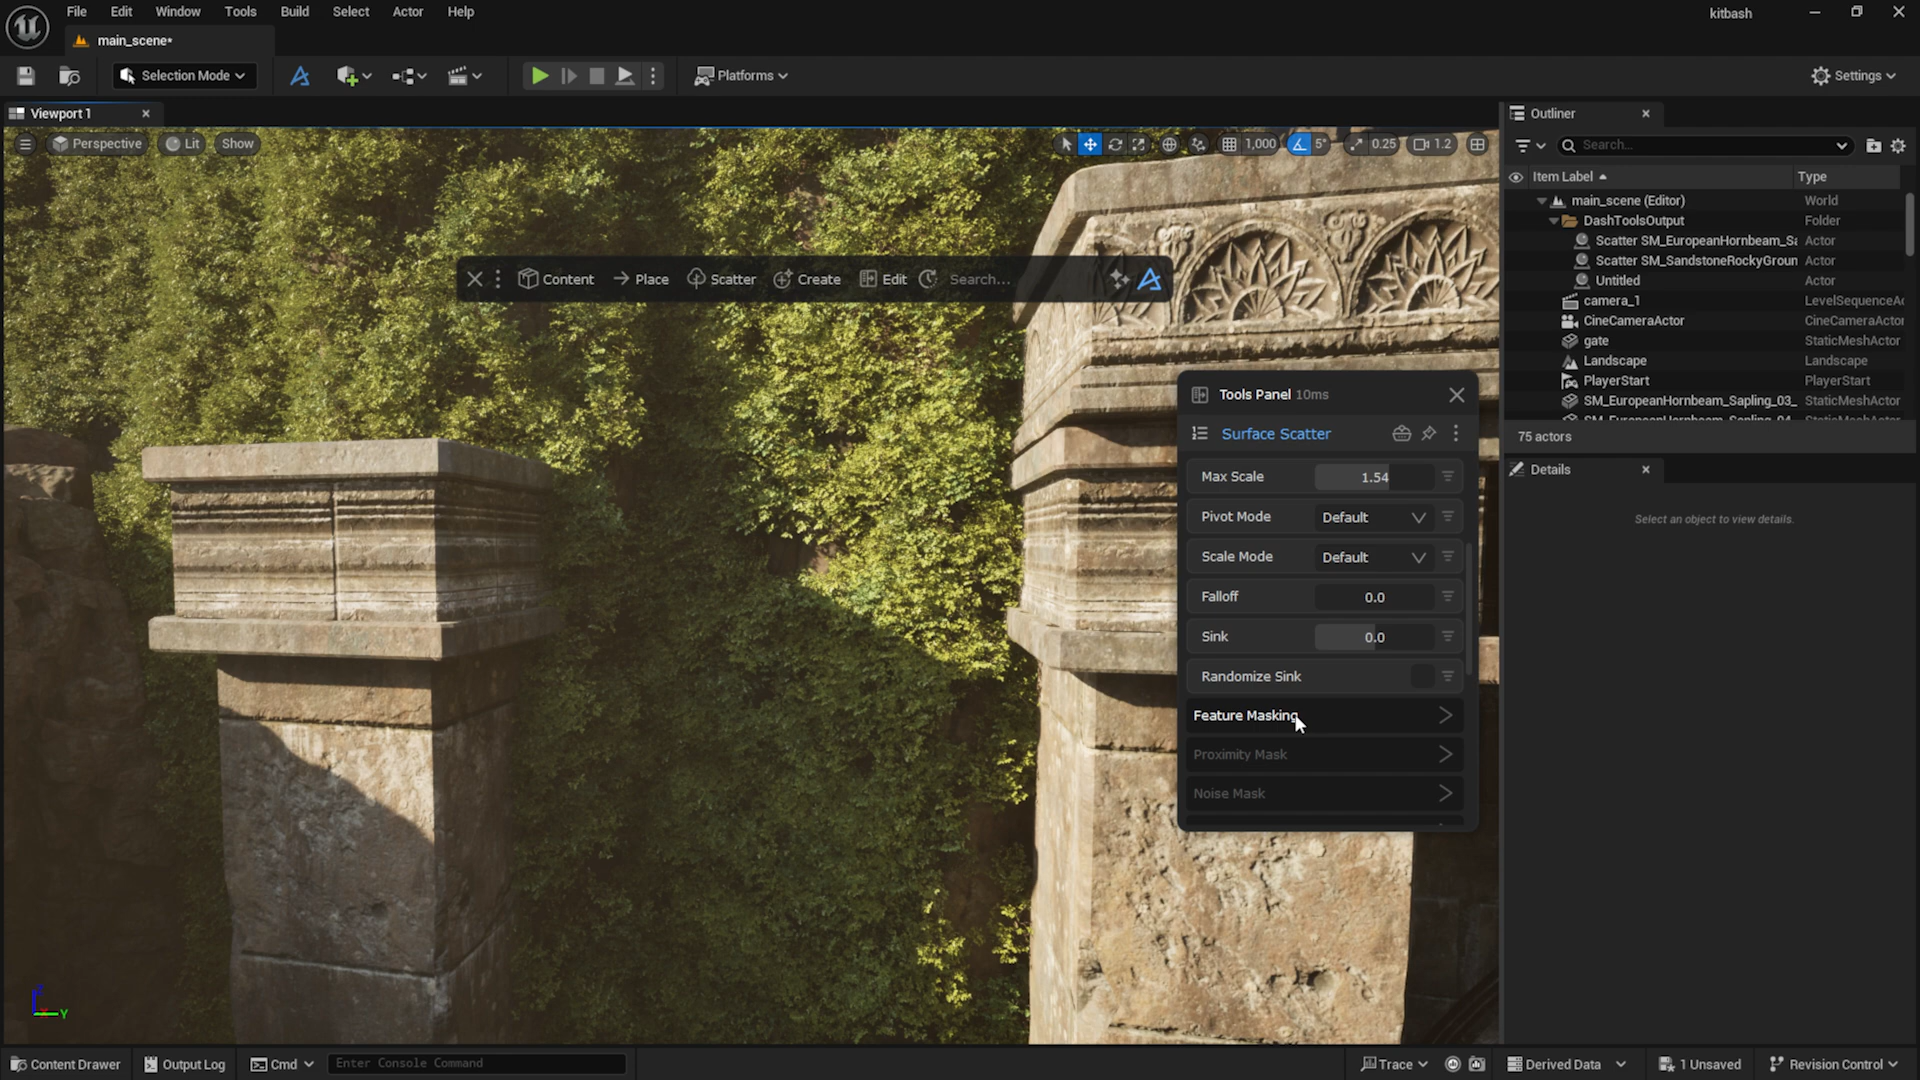 File Edit Window Tools Build Select Actor Help
kitbash
main_scene*
Selection Mode
Platforms
Settings
Viewport 1
Perspective Lit Show
1,000 5° 0.25 1.2
Content Place Scatter Create Edit Search...
Tools Panel 10ms
Surface Scatter
Max Scale 1.54
Pivot Mode Default
Scale Mode Default
Falloff 0.0
Sink 0.0
Randomize Sink
Feature Masking
Proximity Mask
Noise Mask
Outliner
Search...
Item Label Type
main_scene (Editor) World
DashToolsOutput Folder
Scatter SM_EuropeanHornbeam_Sa Actor
Scatter SM_SandstoneRockyGroun Actor
Untitled Actor
camera_1 LevelSequenceAc
CineCameraActor CineCameraActor
gate StaticMeshActor
Landscape Landscape
PlayerStart PlayerStart
SM_EuropeanHornbeam_Sapling_03_ StaticMeshActor
75 actors
Details
Select an object to view details.
Z
Y
Content Drawer Output Log Cmd Enter Console Command
Trace Derived Data 1 Unsaved Revision Control